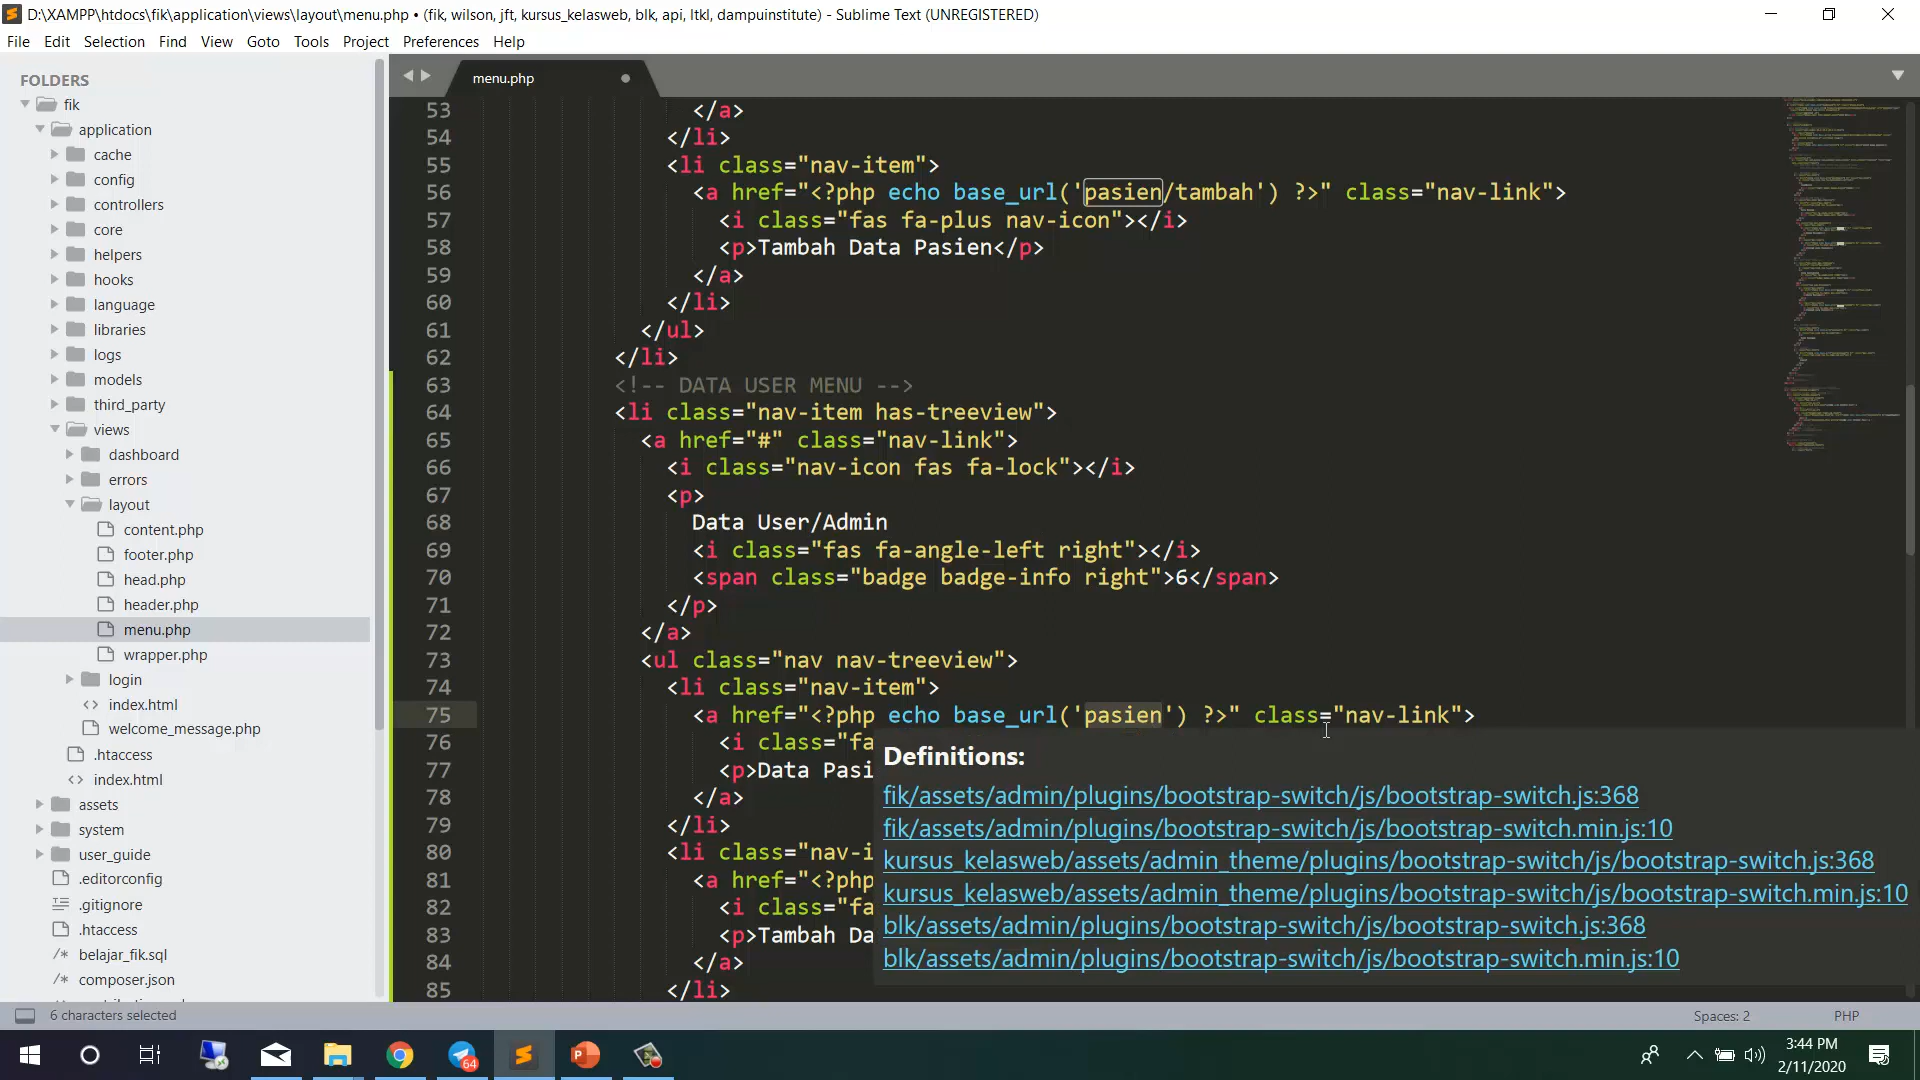 D:\XAMPP\htdocs\fik\application\views\layout\menu.php • (fik, wilson, jft, kursus_kelasweb, blk, api, ltkl, dampuinstitute) - Sublime Text (UNREGISTERED)
File Edit Selection Find View Goto Tools Project Preferences Help
FOLDERS
fik
application
cache
config
controllers
core
helpers
hooks
language
libraries
logs
models
third_party
views
dashboard
errors
layout
content.php
footer.php
head.php
header.php
menu.php
wrapper.php
login
<> index.html
welcome_message.php
.htaccess
<> index.html
assets
system
user_guide
.editorconfig
.gitignore
.htaccess
/* belajar_fik.sql
/* composer.json
menu.php
53 </a>
54 </li>
55 <li class="nav-item">
56 <a href="<?php echo base_url('pasien/tambah') ?>" class="nav-link">
57 <i class="fas fa-plus nav-icon"></i>
58 <p>Tambah Data Pasien</p>
59 </a>
60 </li>
61 </ul>
62 </li>
63 <!-- DATA USER MENU -->
64 <li class="nav-item has-treeview">
65 <a href="#" class="nav-link">
66 <i class="nav-icon fas fa-lock"></i>
67 <p>
68 Data User/Admin
69 <i class="fas fa-angle-left right"></i>
70 <span class="badge badge-info right">6</span>
71 </p>
72 </a>
73 <ul class="nav nav-treeview">
74 <li class="nav-item">
75 <a href="<?php echo base_url('pasien') ?>" class="nav-link">
76 <i class="fa
77 <p>Data Pasi
78 </a>
79 </li>
80 <li class="nav-i
81 <a href="<?php
82 <i class="fa
83 <p>Tambah Da
84 </a>
85 </li>
Definitions:
fik/assets/admin/plugins/bootstrap-switch/js/bootstrap-switch.js:368
fik/assets/admin/plugins/bootstrap-switch/js/bootstrap-switch.min.js:10
kursus_kelasweb/assets/admin_theme/plugins/bootstrap-switch/js/bootstrap-switch.js:368
kursus_kelasweb/assets/admin_theme/plugins/bootstrap-switch/js/bootstrap-switch.min.js:10
blk/assets/admin/plugins/bootstrap-switch/js/bootstrap-switch.js:368
blk/assets/admin/plugins/bootstrap-switch/js/bootstrap-switch.min.js:10
6 characters selected
Spaces: 2 PHP
64
3:44 PM
2/11/2020